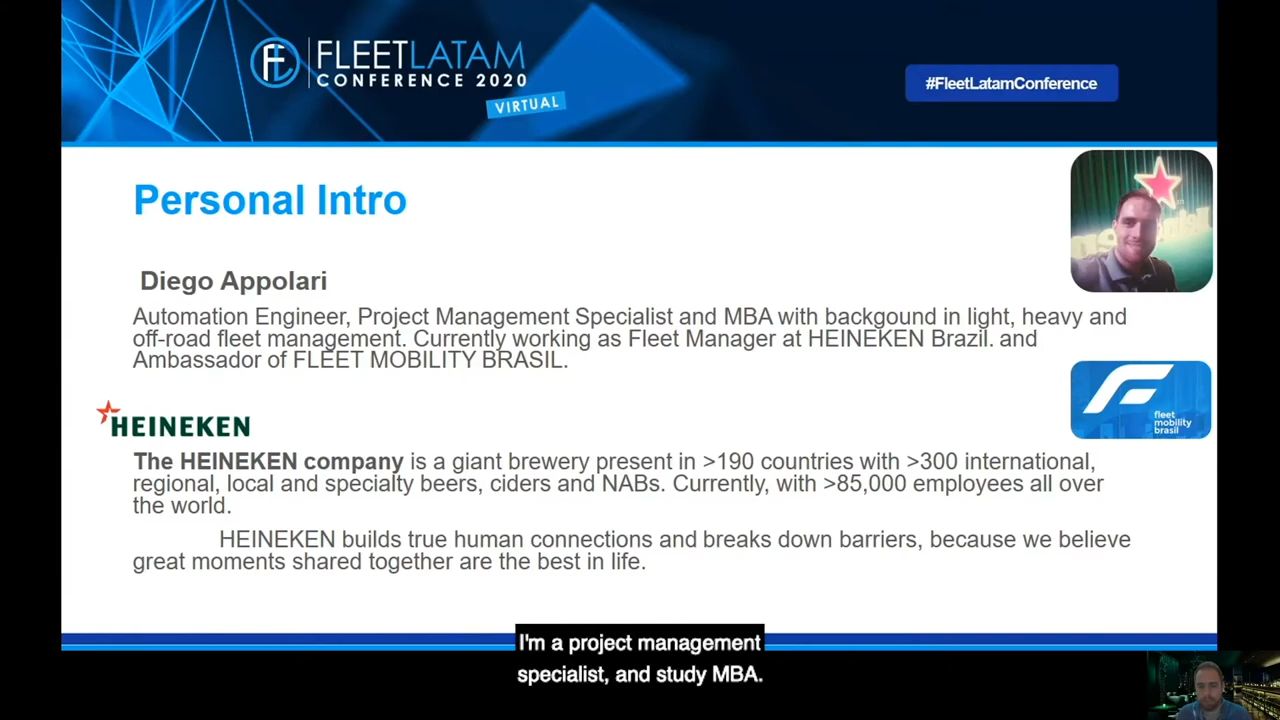 FLEETLATAM
CONFERENCE 2020
VIRTUAL
#FleetLatamConference
Personal Intro
Diego Appolari
Automation Engineer, Project Management Specialist and MBA with backgound in light, heavy and
off-road fleet management. Currently working as Fleet Manager at HEINEKEN Brazil. and
Ambassador of FLEET MOBILITY BRASIL.
fleet
mobility
brasil
HEINEKEN
The HEINEKEN company is a giant brewery present in >190 countries with >300 international,
regional, local and specialty beers, ciders and NABs. Currently, with >85,000 employees all over
the world.
HEINEKEN builds true human connections and breaks down barriers, because we believe
great moments shared together are the best in life.
I'm a project management
specialist, and study MBA.